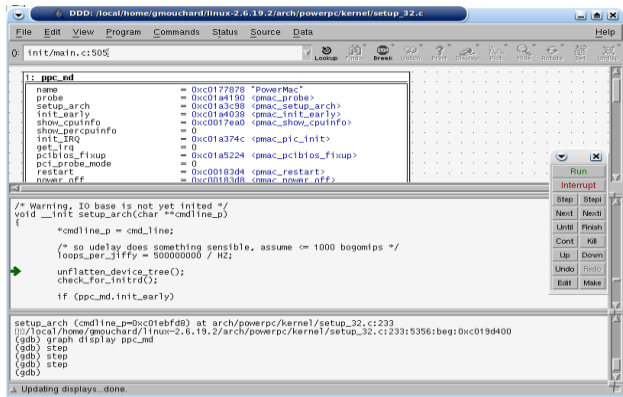 DDD: /local/home/gmouchard/linux-2.6.19.2/arch/powerpc/kernel/setup_32.c
File Edit View Program Commands Status Source Data Help
(): init/main.c:505
Lookup Break Print Display Hide Rotate Set
1: ppc_md
name = 0xc0177878 "PowerMac"
probe = 0xc01a4190 <pmac_probe>
setup_arch = 0xc01a3c98 <pmac_setup_arch>
init_early = 0xc01a4038 <pmac_init_early>
show_cpuinfo = 0xc0017ea0 <pmac_show_cpuinfo>
show_percpuinfo = 0
init_IRQ = 0xc01a374c <pmac_pic_init>
get_irq = 0
pcibios_fixup = 0xc01a5224 <pmac_pcibios_fixup>
pci_probe_mode = 0
restart = 0xc00183d4 <pmac_restart>
power_off = 0xc00183d8 <pmac_power_off>
Run
Interrupt
Step Stepi
Next Nexti
Until Finish
Cont Kill
Up Down
Undo Redo
Edit Make
/* Warning, IO base is not yet inited */
void __init setup_arch(char **cmdline_p)
{
*cmdline_p = cmd_line;
/* so udelay does something sensible, assume <= 1000 bogomips */
loops_per_jiffy = 500000000 / HZ;
unflatten_device_tree();
check_for_initrd();
if (ppc_md.init_early)
setup_arch (cmdline_p=0xc01ebfd8) at arch/powerpc/kernel/setup_32.c:233
/local/home/gmouchard/linux-2.6.19.2/arch/powerpc/kernel/setup_32.c:233:5356:beg:0xc019d400
(gdb) graph display ppc_md
(gdb) step
(gdb) step
(gdb) step
(gdb)
Updating displays...done.